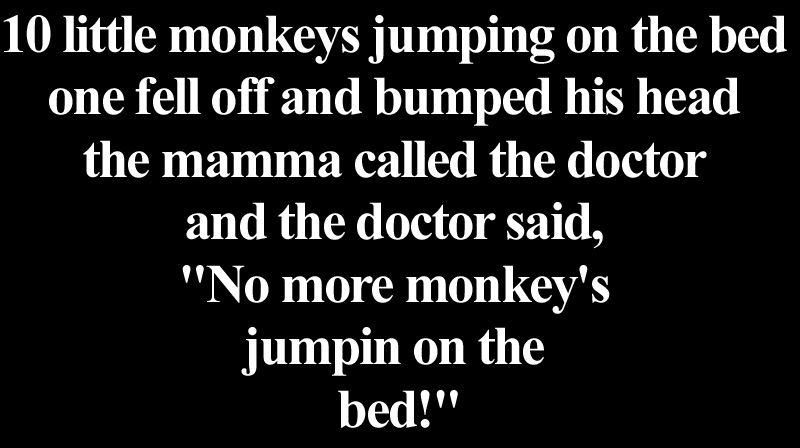 10 little monkeys jumping on the bed
one fell off and bumped his head
the mamma called the doctor
and the doctor said,
"No more monkey's
jumpin on the
bed!"